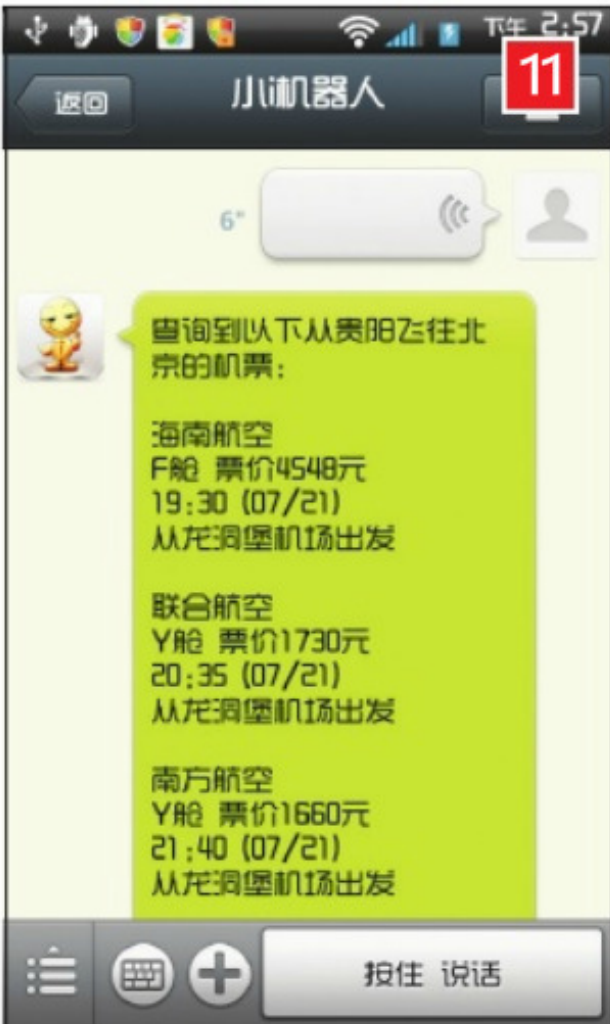 下午 2:57
11
返回
小i机器人
6"
查询到以下从贵阳飞往北
京的机票：
海南航空
F舱 票价4548元
19:30 (07/21)
从龙洞堡机场出发
联合航空
Y舱 票价1730元
20:35 (07/21)
从龙洞堡机场出发
南方航空
Y舱 票价1660元
21:40 (07/21)
从龙洞堡机场出发
按住 说话